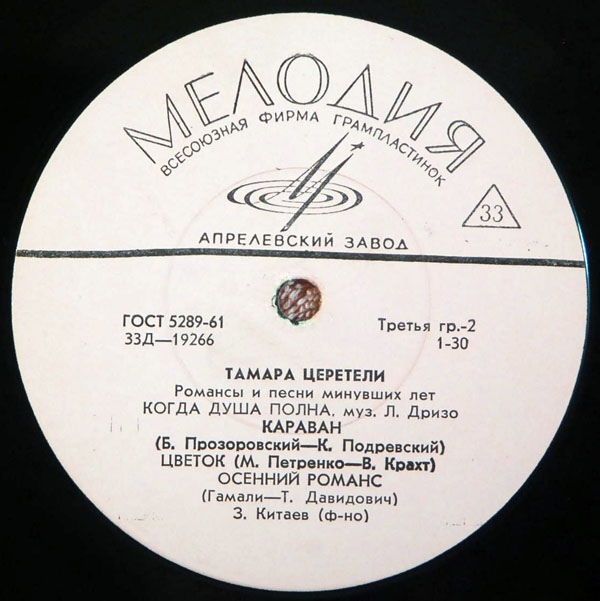 МЕЛОДИЯ
ВСЕСОЮЗНАЯ ФИРМА ГРАМПЛАСТИНОК
33
АПРЕЛЕВСКИЙ ЗАВОД
ГОСТ 5289-61 Третья гр.-2
33Д—19266 1-30
ТАМАРА ЦЕРЕТЕЛИ
Романсы и песни минувших лет
КОГДА ДУША ПОЛНА, муз. Л. Дризо
КАРАВАН
(Б. Прозоровский—К. Подревский)
ЦВЕТОК (М. Петренко—В. Крахт)
ОСЕННИЙ РОМАНС
(Гамали—Т. Давидович)
З. Китаев (ф-но)